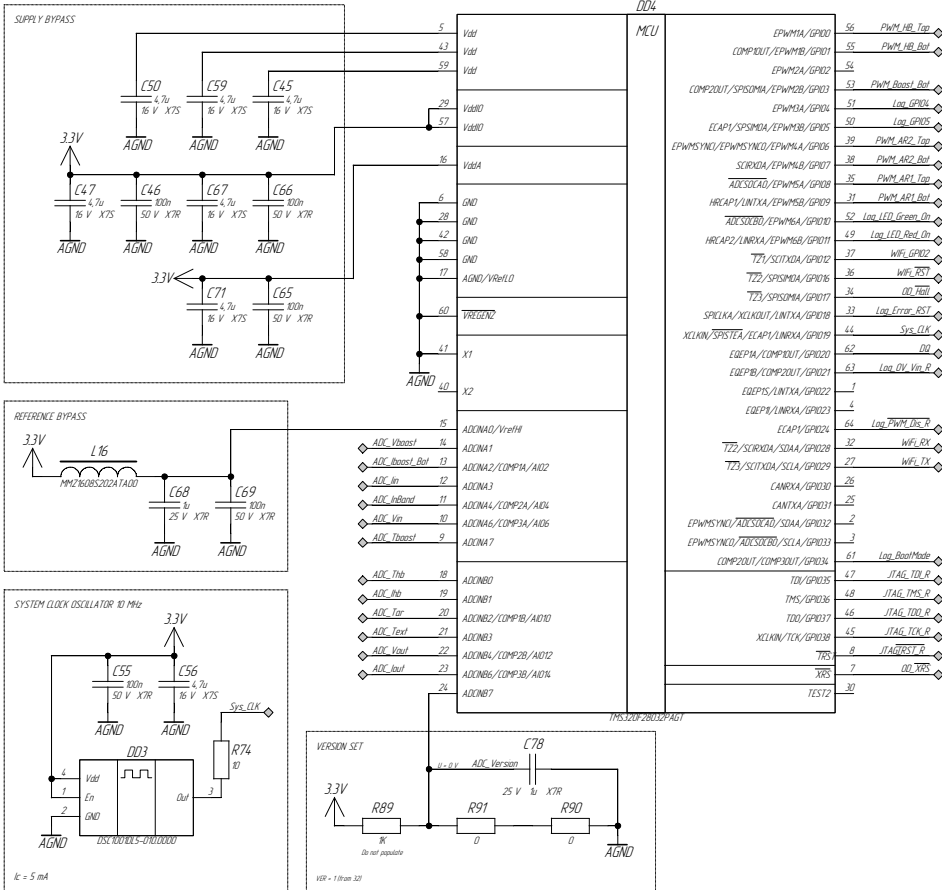 SUPPLY BYPASS
C50
4,7u
16 V X7S
AGND
C59
4,7u
16 V X7S
AGND
C45
4,7u
16 V X7S
AGND
3.3V
C47
4,7u
16 V X7S
AGND
C46
100n
50 V X7R
AGND
C67
4,7u
16 V X7S
AGND
C66
100n
50 V X7R
AGND
3.3V
C71
4,7u
16 V X7S
AGND
C65
100n
50 V X7R
AGND
REFERENCE BYPASS
3.3V
L16
MMZ1608S202ATA00
C68
1u
25 V X7R
AGND
C69
100n
50 V X7R
AGND
SYSTEM CLOCK OSCILLATOR 10 MHz
3.3V
C55
100n
50 V X7R
AGND
C56
4,7u
16 V X7S
AGND
Sys_CLK
R74
10
DD3
4 Vdd
1 En
2 GND
Out 3
AGND
DSC1001DL5-010.0000
Ic = 5 mA
VERSION SET
3.3V
U = 0 V ADC_Version
C78
25 V 1u X7R
R89
1K
Do not populate
R91
0
R90
0
AGND
VER = 1 (from 32)
DD4
MCU
5 Vdd
43 Vdd
59 Vdd
29 VddIO
57 VddIO
16 VddA
6 GND
28 GND
42 GND
58 GND
17 AGND/VRefLO
60 VREGENZ
41 X1
AGND
40 X2
15 ADCINA0/VrefHI
ADC_Vboost 14 ADCINA1
ADC_Iboost_Bot 13 ADCINA2/COMP1A/AIO2
ADC_Iin 12 ADCINA3
ADC_InBand 11 ADCINA4/COMP2A/AIO4
ADC_Vin 10 ADCINA6/COMP3A/AIO6
ADC_Tboost 9 ADCINA7
ADC_Thb 18 ADCINB0
ADC_Ihb 19 ADCINB1
ADC_Tar 20 ADCINB2/COMP1B/AIO10
ADC_Text 21 ADCINB3
ADC_Vout 22 ADCINB4/COMP2B/AIO12
ADC_Iout 23 ADCINB6/COMP3B/AIO14
24 ADCINB7
EPWM1A/GPIO0 56 PWM_HB_Top
COMP1OUT/EPWM1B/GPIO1 55 PWM_HB_Bot
EPWM2A/GPIO2 54
COMP2OUT/SPISOMIA/EPWM2B/GPIO3 53 PWM_Boost_Bot
EPWM3A/GPIO4 51 Log_GPIO4
ECAP1/SPSIMOA/EPWM3B/GPIO5 50 Log_GPIO5
EPWMSYNCI/EPWMSYNCO/EPWM4A/GPIO6 39 PWM_AR2_Top
SCIRXDA/EPWM4B/GPIO7 38 PWM_AR2_Bot
ADCSOCAO/EPWM5A/GPIO8 35 PWM_AR1_Top
HRCAP1/LINTXA/EPWM5B/GPIO9 31 PWM_AR1_Bot
ADCSOCBO/EPWM6A/GPIO10 52 Log_LED_Green_On
HRCAP2/LINRXA/EPWM6B/GPIO11 49 Log_LED_Red_On
TZ1/SCITXDA/GPIO12 37 WiFi_GPIO2
TZ2/SPISIMOA/GPIO16 36 WiFi_RST
TZ3/SPISOMIA/GPIO17 34 OD_Hall
SPICLKA/XCLKOUT/LINTXA/GPIO18 33 Log_Error_RST
XCLKIN/SPISTEA/ECAP1/LINRXA/GPIO19 44 Sys_CLK
EQEP1A/COMP1OUT/GPIO20 62 DQ
EQEP1B/COMP2OUT/GPIO21 63 Log_OV_Vin_R
EQEP1S/LINTXA/GPIO22 1
EQEP1I/LINRXA/GPIO23 4
ECAP1/GPIO24 64 Log_PWM_Dis_R
TZ2/SCIRXDA/SDAA/GPIO28 32 WiFi_RX
TZ3/SCITXDA/SCLA/GPIO29 27 WiFi_TX
CANRXA/GPIO30 26
CANTXA/GPIO31 25
EPWMSYNCI/ADCSOCAO/SDAA/GPIO32 2
EPWMSYNCO/ADCSOCBO/SCLA/GPIO33 3
COMP2OUT/COMP3OUT/GPIO34 61 Log_BootMode
TDI/GPIO35 47 JTAG_TDI_R
TMS/GPIO36 48 JTAG_TMS_R
TDO/GPIO37 46 JTAG_TDO_R
XCLKIN/TCK/GPIO38 45 JTAG_TCK_R
TRST 8 JTAG_TRST_R
XRS 7 OD_XRS
TEST2 30
TMS320F28032PAGT